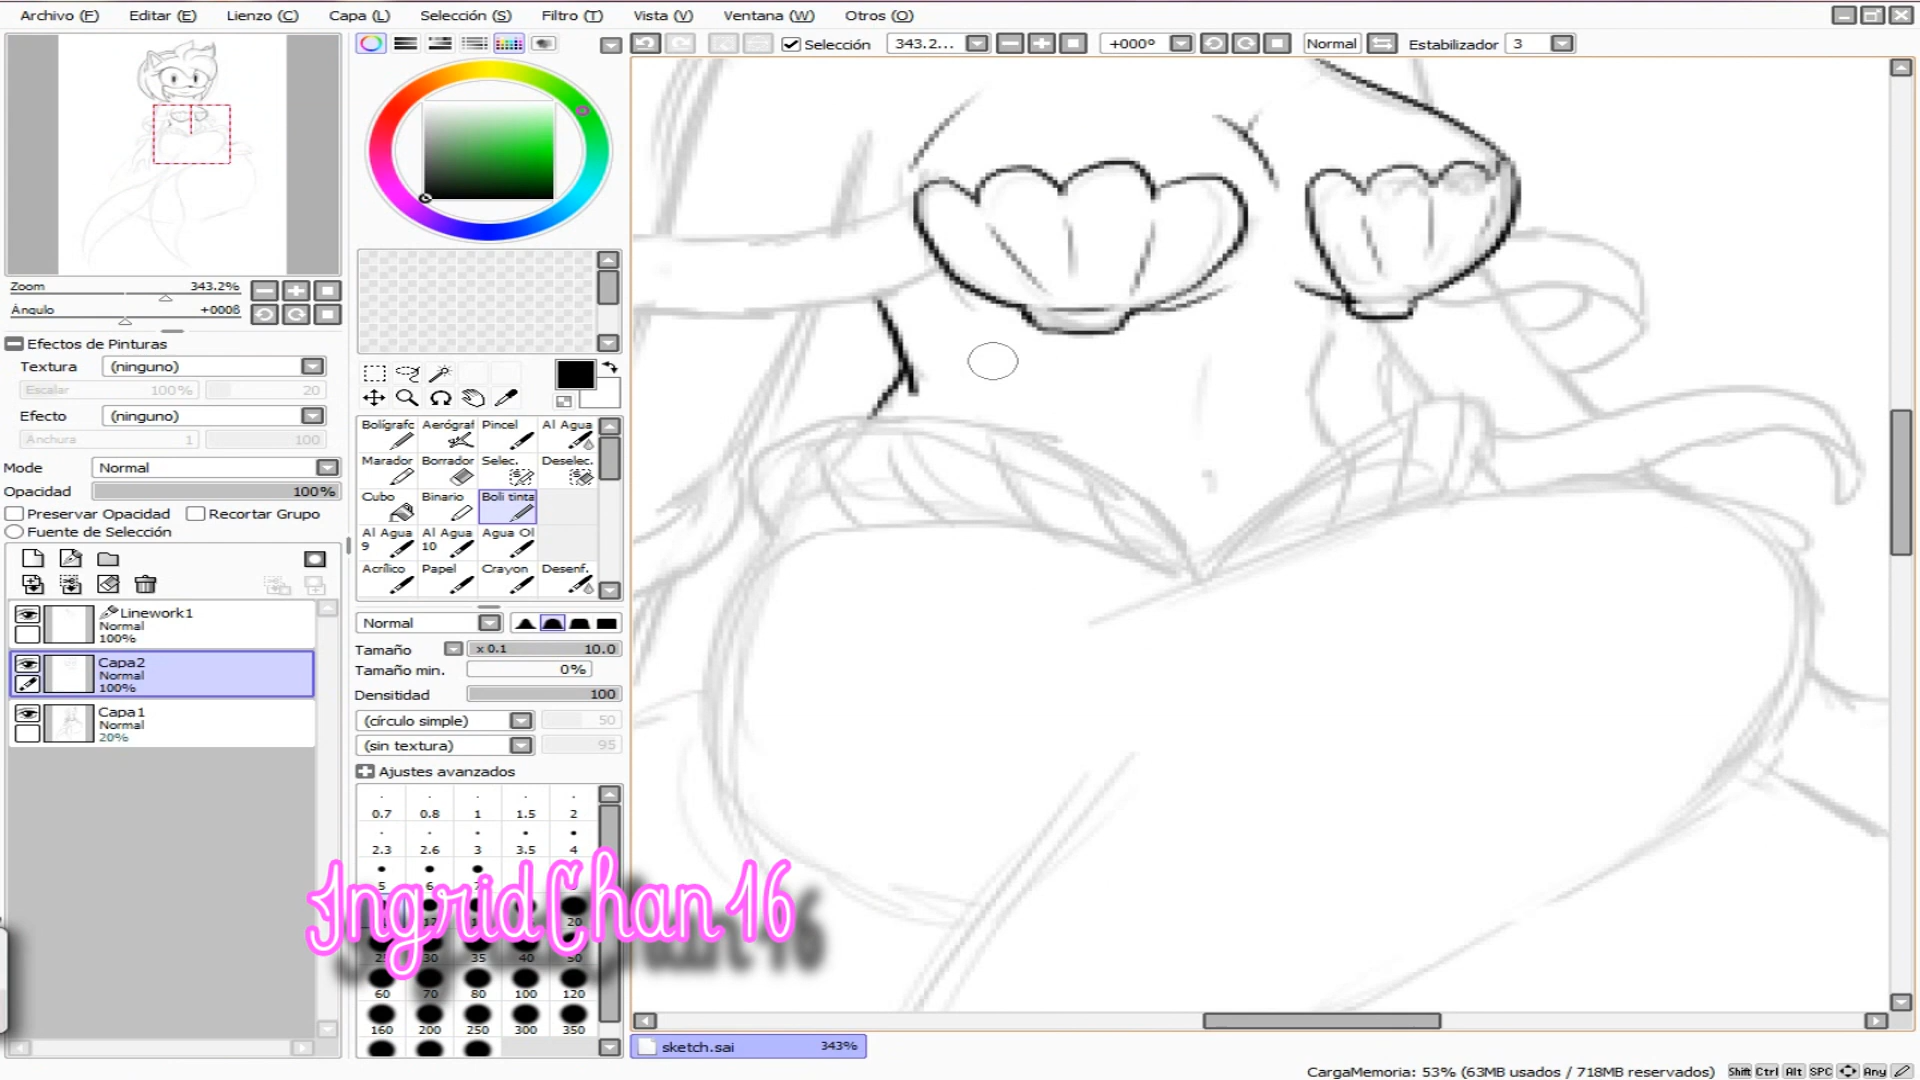 Archivo (F) Editar (E) Lienzo (C) Capa (L) Selección (S) Filtro (T) Vista (V) Ventana (W) Otros (O)
Selección 343.2... +000º Normal Estabilizador 3
Zoom 343.2%
Ángulo +000ß
Efectos de Pinturas
Textura (ninguno)
Escalar 100% 20
Efecto (ninguno)
Anchura 1 100
Mode Normal
Opacidad 100%
Preservar Opacidad Recortar Grupo
Fuente de Selección
Linework1
Normal
100%
Capa2
Normal
100%
Capa1
Normal
20%
Bolígrafc Aerógraf Pincel Al Agua
Marador Borrador Selec. Deselec.
Cubo Binario Boli tinta
Al Agua 9 Al Agua 10 Agua Ol
Acrílico Papel Crayon Desenf.
Normal
Tamaño x 0.1 10.0
Tamaño min. 0%
Densitidad 100
(círculo simple) 50
(sin textura) 95
Ajustes avanzados
0.7 0.8 1 1.5 2
2.3 2.6 3 3.5 4
5 6
20
30 35 40
60 70 80 100 120
160 200 250 300 350
IngridChan16
sketch.sai 343%
CargaMemoria: 53% (63MB usados / 718MB reservados) Shift Ctrl Alt SPC Any